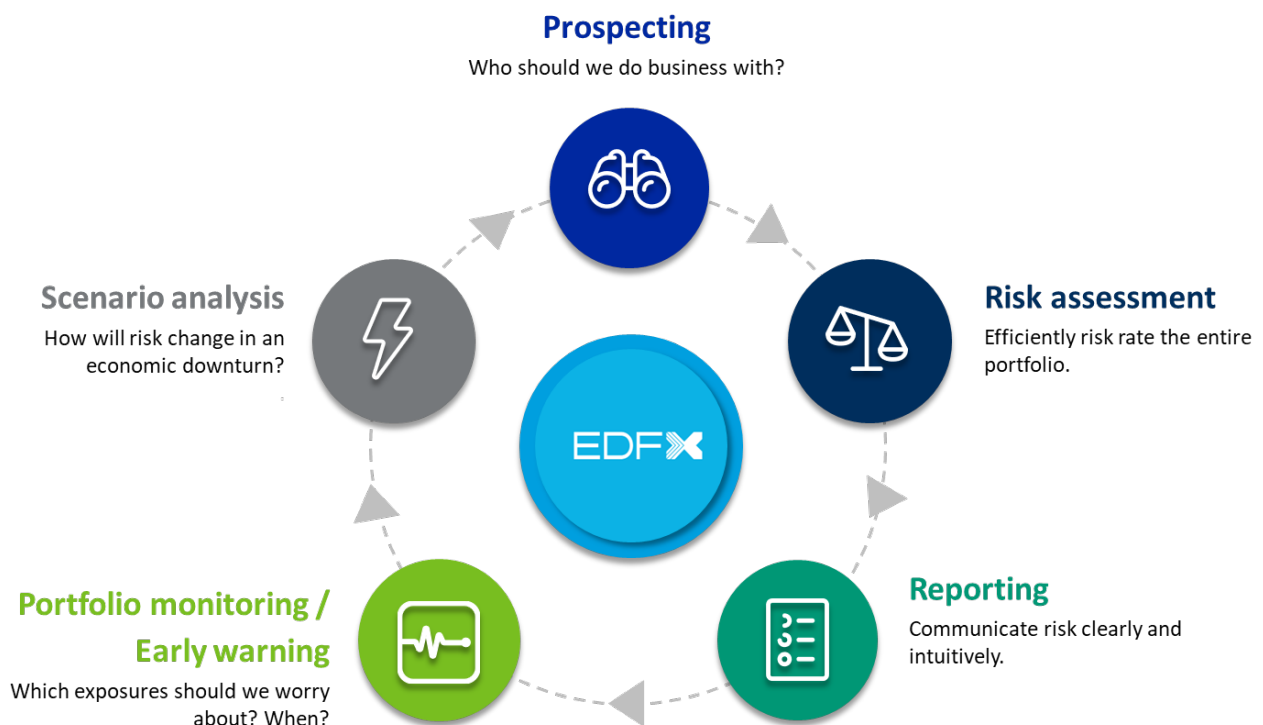 Prospecting
Who should we do business with?
Scenario analysis
How will risk change in an
economic downturn?
Risk assessment
Efficiently risk rate the entire
portfolio.
EDFX
Portfolio monitoring /
Early warning
Which exposures should we worry
about? When?
Reporting
Communicate risk clearly and
intuitively.